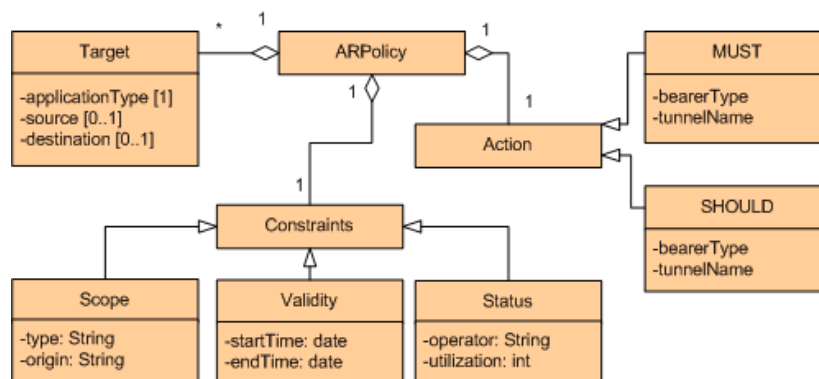 Target
-applicationType [1]
-source [0..1]
-destination [0..1]
*
1
ARPolicy
1
1
1
Action
MUST
-bearerType
-tunnelName
SHOULD
-bearerType
-tunnelName
1
Constraints
Scope
-type: String
-origin: String
Validity
-startTime: date
-endTime: date
Status
-operator: String
-utilization: int